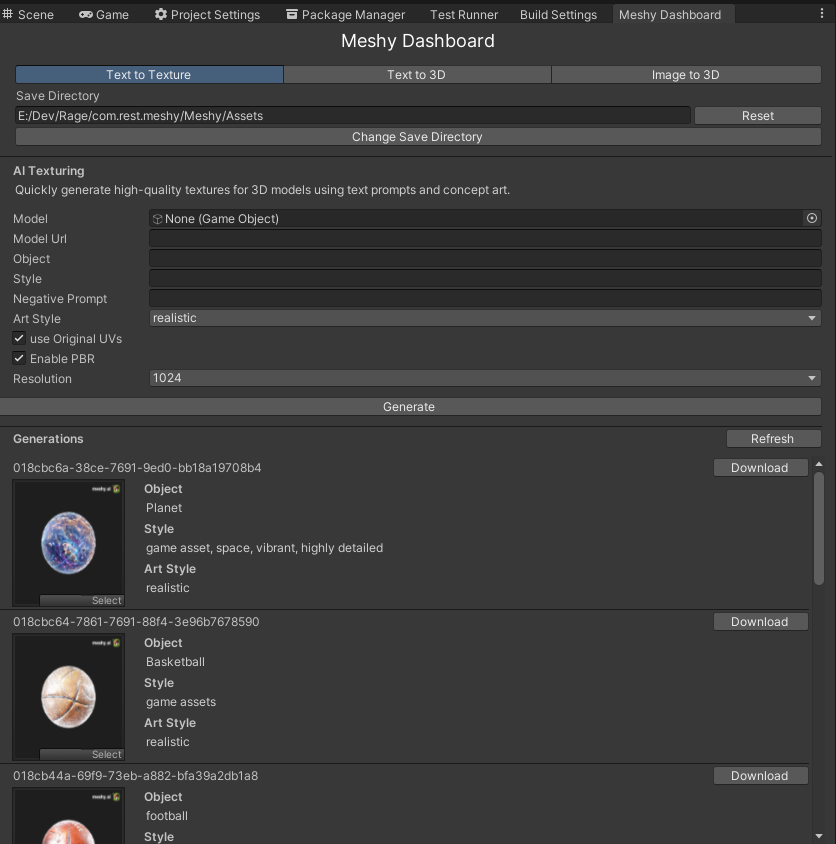 Scene Game Project Settings Package Manager Test Runner Build Settings Meshy Dashboard
Meshy Dashboard
Text to Texture Text to 3D Image to 3D
Save Directory
E:/Dev/Rage/com.rest.meshy/Meshy/Assets Reset
Change Save Directory
AI Texturing
Quickly generate high-quality textures for 3D models using text prompts and concept art.
Model None (Game Object)
Model Url
Object
Style
Negative Prompt
Art Style realistic
use Original UVs
Enable PBR
Resolution 1024
Generate
Generations Refresh
018cbc6a-38ce-7691-9ed0-bb18a19708b4 Download
meshy ai
Object
Planet
Style
game asset, space, vibrant, highly detailed
Art Style
realistic
Select
018cbc64-7861-7691-88f4-3e96b7678590 Download
meshy ai
Object
Basketball
Style
game assets
Art Style
realistic
Select
018cb44a-69f9-73eb-a882-bfa39a2db1a8 Download
meshy ai
Object
football
Style